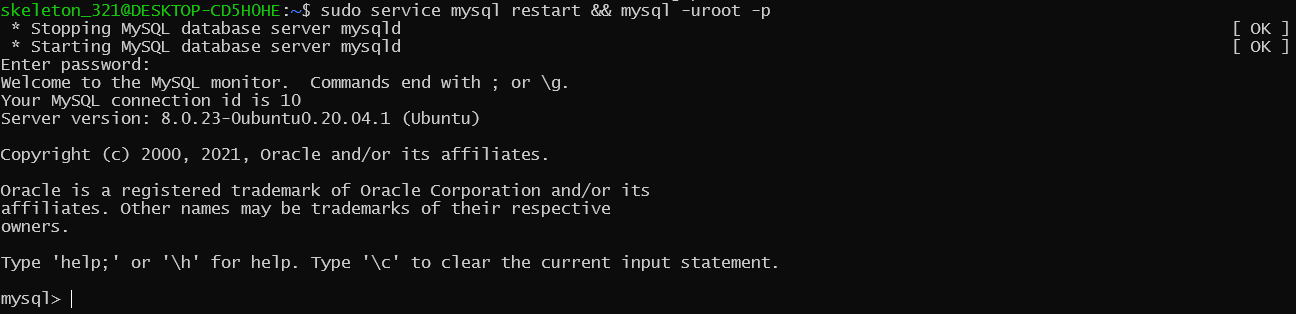 skeleton_321@DESKTOP-CD5H0HE:~$ sudo service mysql restart && mysql -uroot -p
 * Stopping MySQL database server mysqld [ OK ]
 * Starting MySQL database server mysqld [ OK ]
Enter password:
Welcome to the MySQL monitor.  Commands end with ; or \g.
Your MySQL connection id is 10
Server version: 8.0.23-0ubuntu0.20.04.1 (Ubuntu)

Copyright (c) 2000, 2021, Oracle and/or its affiliates.

Oracle is a registered trademark of Oracle Corporation and/or its
affiliates. Other names may be trademarks of their respective
owners.

Type 'help;' or '\h' for help. Type '\c' to clear the current input statement.

mysql>